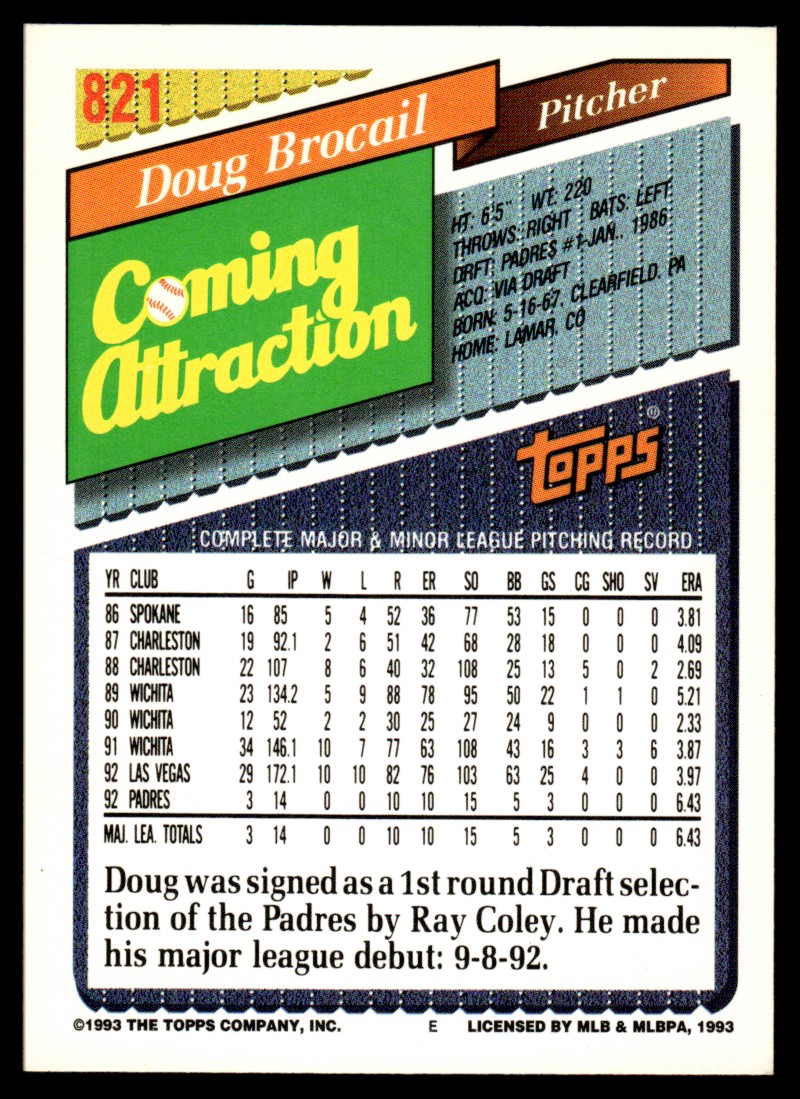 821
Doug Brocail
Pitcher
Coming
Attraction
HT: 6'5" WT: 220
THROWS: RIGHT BATS: LEFT
DRFT: PADRES #1-JAN., 1986
ACQ: VIA DRAFT
BORN: 5-16-67, CLEARFIELD, PA
HOME: LAMAR, CO
TOPPS®
COMPLETE MAJOR & MINOR LEAGUE PITCHING RECORD
YR CLUB G IP W L R ER SO BB GS CG SHO SV ERA
86 SPOKANE 16 85 5 4 52 36 77 53 15 0 0 0 3.81
87 CHARLESTON 19 92.1 2 6 51 42 68 28 18 0 0 0 4.09
88 CHARLESTON 22 107 8 6 40 32 108 25 13 5 0 2 2.69
89 WICHITA 23 134.2 5 9 88 78 95 50 22 1 1 0 5.21
90 WICHITA 12 52 2 2 30 25 27 24 9 0 0 0 2.33
91 WICHITA 34 146.1 10 7 77 63 108 43 16 3 3 6 3.87
92 LAS VEGAS 29 172.1 10 10 82 76 103 63 25 4 0 0 3.97
92 PADRES 3 14 0 0 10 10 15 5 3 0 0 0 6.43
MAJ. LEA. TOTALS 3 14 0 0 10 10 15 5 3 0 0 0 6.43
Doug was signed as a 1st round Draft selec-
tion of the Padres by Ray Coley. He made
his major league debut: 9-8-92.
©1993 THE TOPPS COMPANY, INC. E LICENSED BY MLB & MLBPA, 1993